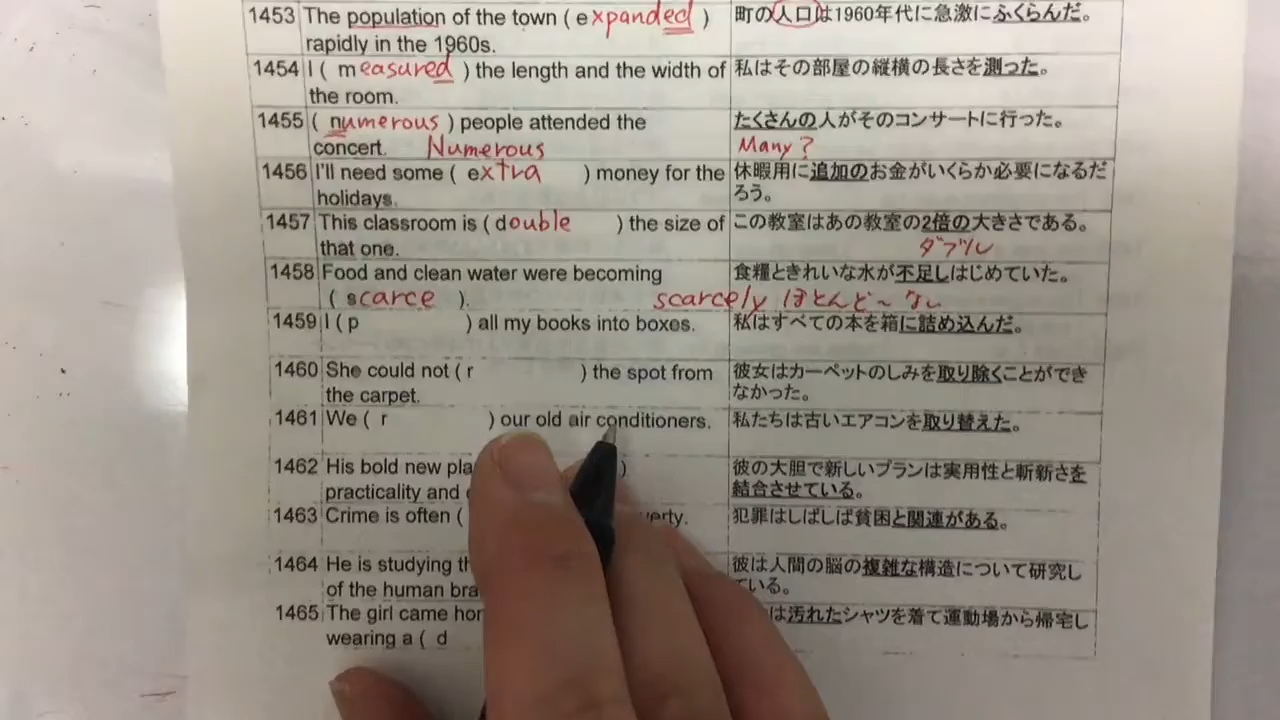 1453 The population of the town ( expanded ) 町の人口は1960年代に急激にふくらんだ。
rapidly in the 1960s.
1454 I ( measured ) the length and the width of 私はその部屋の縦横の長さを測った。
the room.
1455 ( numerous ) people attended the たくさんの人がそのコンサートに行った。
concert. Numerous Many?
1456 I'll need some ( extra ) money for the 休暇用に追加のお金がいくらか必要になるだ
holidays. ろう。
1457 This classroom is ( double ) the size of この教室はあの教室の2倍の大きさである。
that one. ダブル
1458 Food and clean water were becoming 食糧ときれいな水が不足しはじめていた。
( scarce ). scarcely ほとんど〜ない
1459 I ( p ) all my books into boxes. 私はすべての本を箱に詰め込んだ。
1460 She could not ( r ) the spot from 彼女はカーペットのしみを取り除くことができ
the carpet. なかった。
1461 We ( r ) our old air conditioners. 私たちは古いエアコンを取り替えた。
1462 His bold new pla ) 彼の大胆で新しいプランは実用性と斬新さを
practicality and 結合させている。
1463 Crime is often ( verty. 犯罪はしばしば貧困と関連がある。
1464 He is studying th 彼は人間の脳の複雑な構造について研究し
of the human bra ている。
1465 The girl came hor は汚れたシャツを着て運動場から帰宅し
wearing a ( d